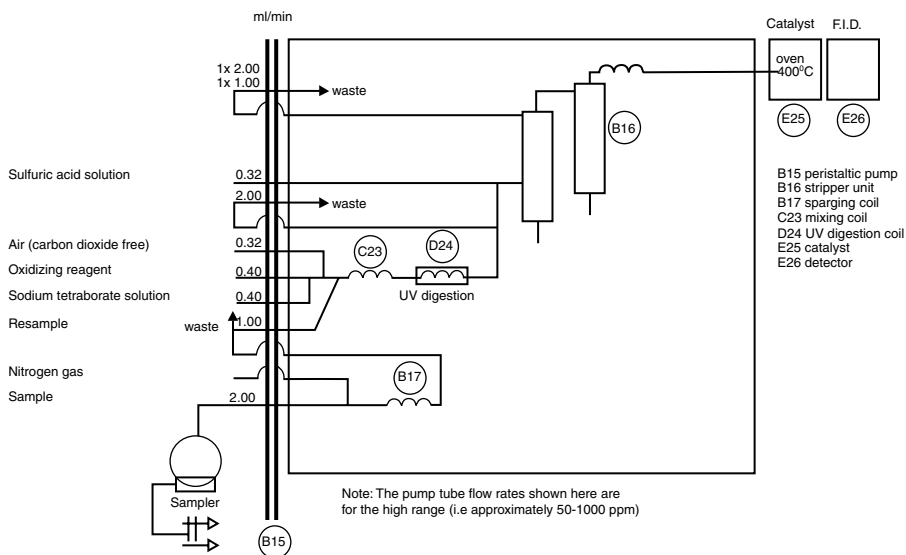 ml/min
Catalyst
F.I.D.
oven
400⁰C
1x 2.00
1x 1.00
waste
E25
E26
B16
Sulfuric acid solution
0.32
2.00
waste
B15 peristaltic pump
B16 stripper unit
B17 sparging coil
C23 mixing coil
D24 UV digestion coil
E25 catalyst
E26 detector
Air (carbon dioxide free)
0.32
C23
D24
Oxidizing reagent
0.40
UV digestion
Sodium tetraborate solution
0.40
Resample
waste
1.00
Nitrogen gas
B17
Sample
2.00
Sampler
Note: The pump tube flow rates shown here are
for the high range (i.e approximately 50-1000 ppm)
B15